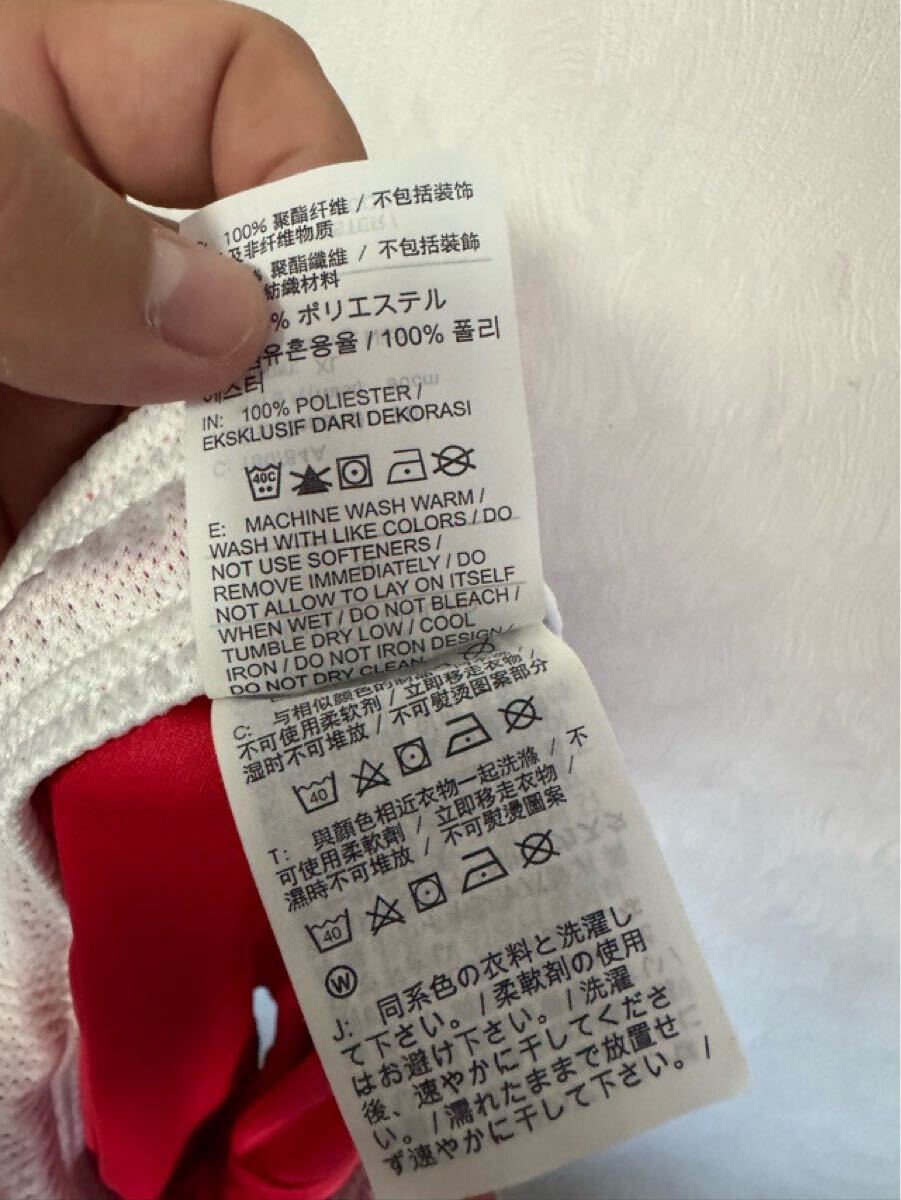 100% 聚酯纤维 / 不包括装饰
及非纤维物质
聚酯纖維 / 不包括裝飾
紡織材料
% ポリエステル
유혼용율 / 100% 폴리
에스터
IN: 100% POLIESTER /
EKSKLUSIF DARI DEKORASI
40C
E: MACHINE WASH WARM /
WASH WITH LIKE COLORS / DO
NOT USE SOFTENERS /
REMOVE IMMEDIATELY / DO
NOT ALLOW TO LAY ON ITSELF
WHEN WET / DO NOT BLEACH /
TUMBLE DRY LOW / COOL
IRON / DO NOT IRON DESIGN /
DO NOT DRY CLEAN
C: 与相似颜色的
不可使用柔软剂 / 立即移走衣物 /
湿时不可堆放 / 不可熨烫图案部分
40
T: 與顏色相近衣物一起洗滌 / 不
可使用柔軟劑 / 立即移走衣物 /
濕時不可堆放 / 不可熨燙圖案
40
W
J: 同系色の衣料と洗濯し
て下さい。/ 柔軟剤の使用
はお避け下さい。/ 洗濯
後、速やかに干してくださ
い。/ 濡れたままで放置せ
ず速やかに干して下さい。/